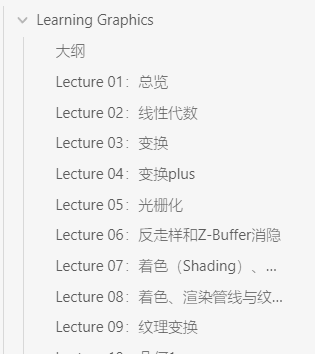 Learning Graphics
大纲
Lecture 01：总览
Lecture 02：线性代数
Lecture 03：变换
Lecture 04：变换plus
Lecture 05：光栅化
Lecture 06：反走样和Z-Buffer消隐
Lecture 07：着色（Shading）、...
Lecture 08：着色、渲染管线与纹...
Lecture 09：纹理变换